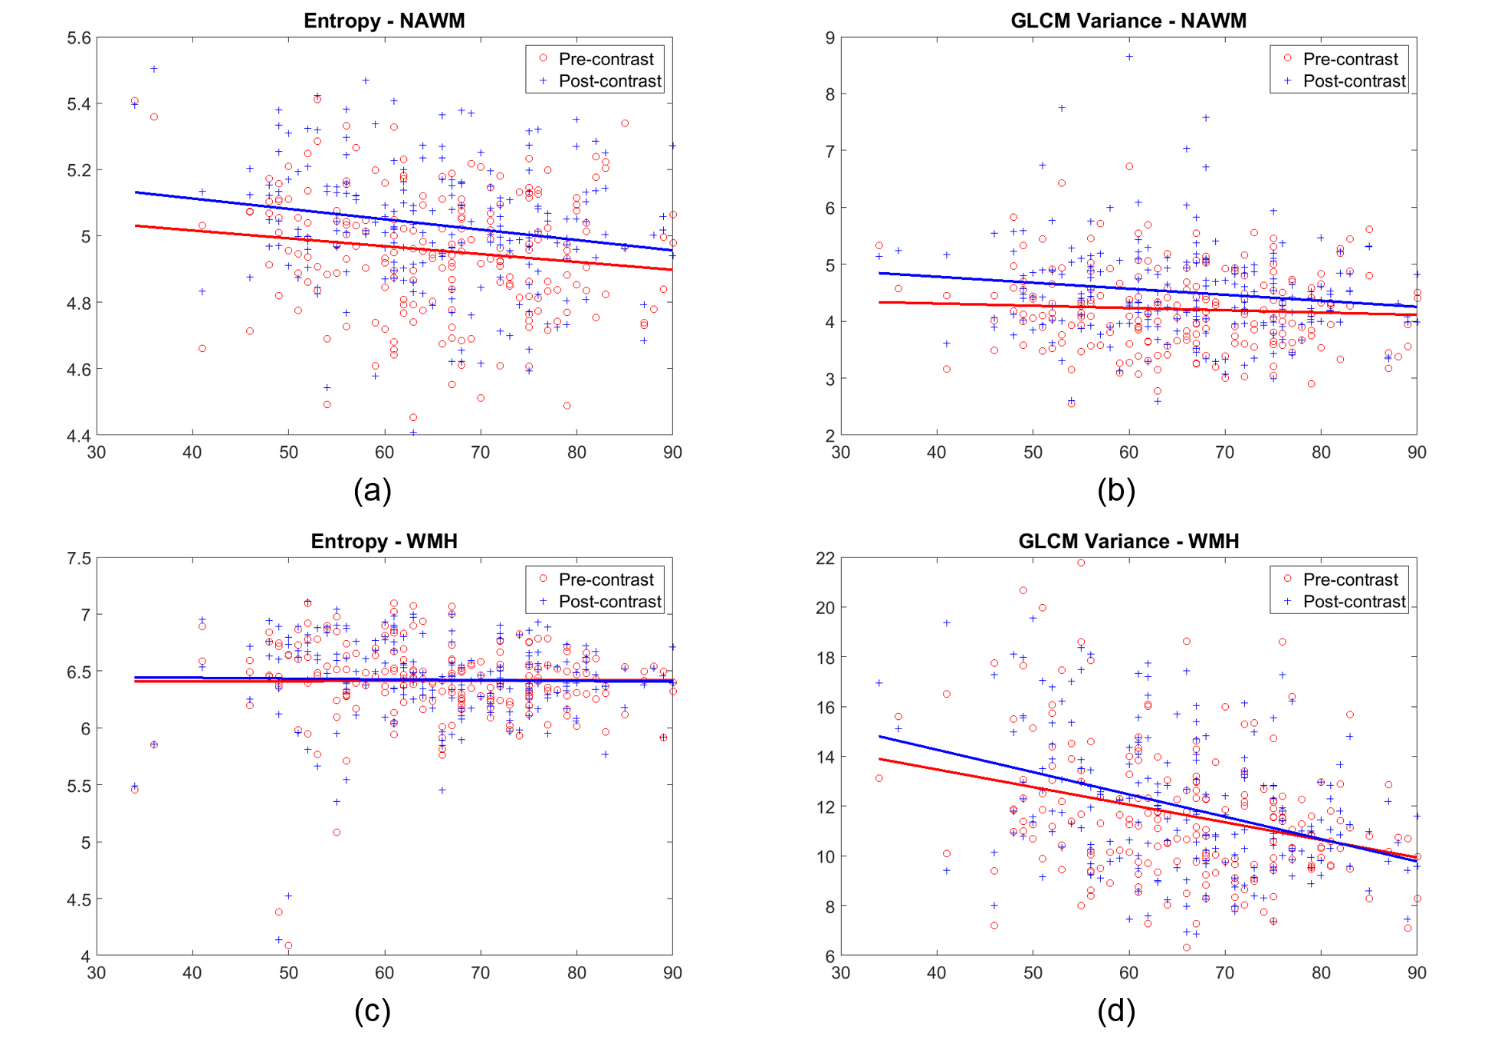 Entropy - NAWM
5.6
5.4
5.2
5
4.8
4.6
4.4
30 40 50 60 70 80 90
Pre-contrast
Post-contrast
(a)
GLCM Variance - NAWM
9
8
7
6
5
4
3
2
30 40 50 60 70 80 90
Pre-contrast
Post-contrast
(b)
Entropy - WMH
7.5
7
6.5
6
5.5
5
4.5
4
30 40 50 60 70 80 90
Pre-contrast
Post-contrast
(c)
GLCM Variance - WMH
22
20
18
16
14
12
10
8
6
30 40 50 60 70 80 90
Pre-contrast
Post-contrast
(d)